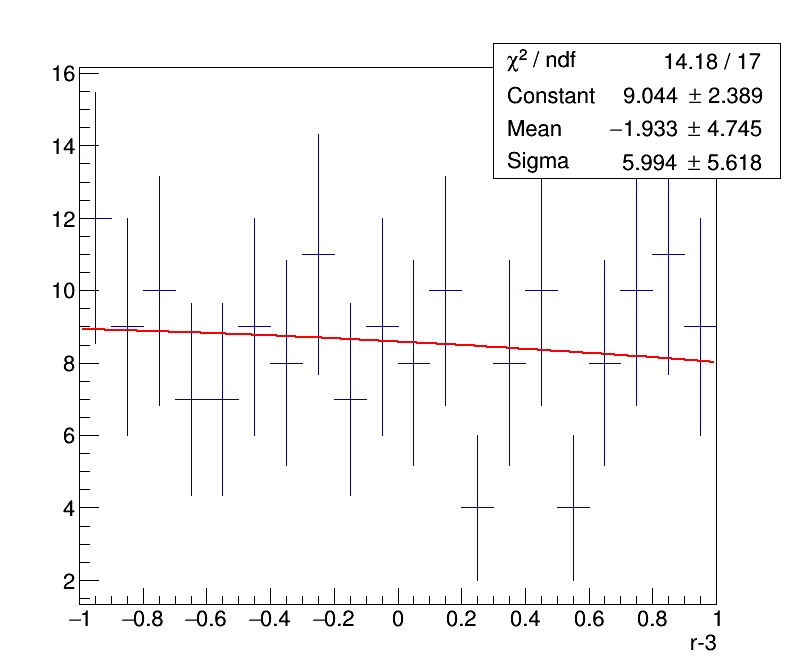 χ² / ndf 14.18 / 17
Constant 9.044 ± 2.389
Mean −1.933 ± 4.745
Sigma 5.994 ± 5.618
16
14
12
10
8
6
4
2
−1 −0.8 −0.6 −0.4 −0.2 0 0.2 0.4 0.6 0.8 1
r-3